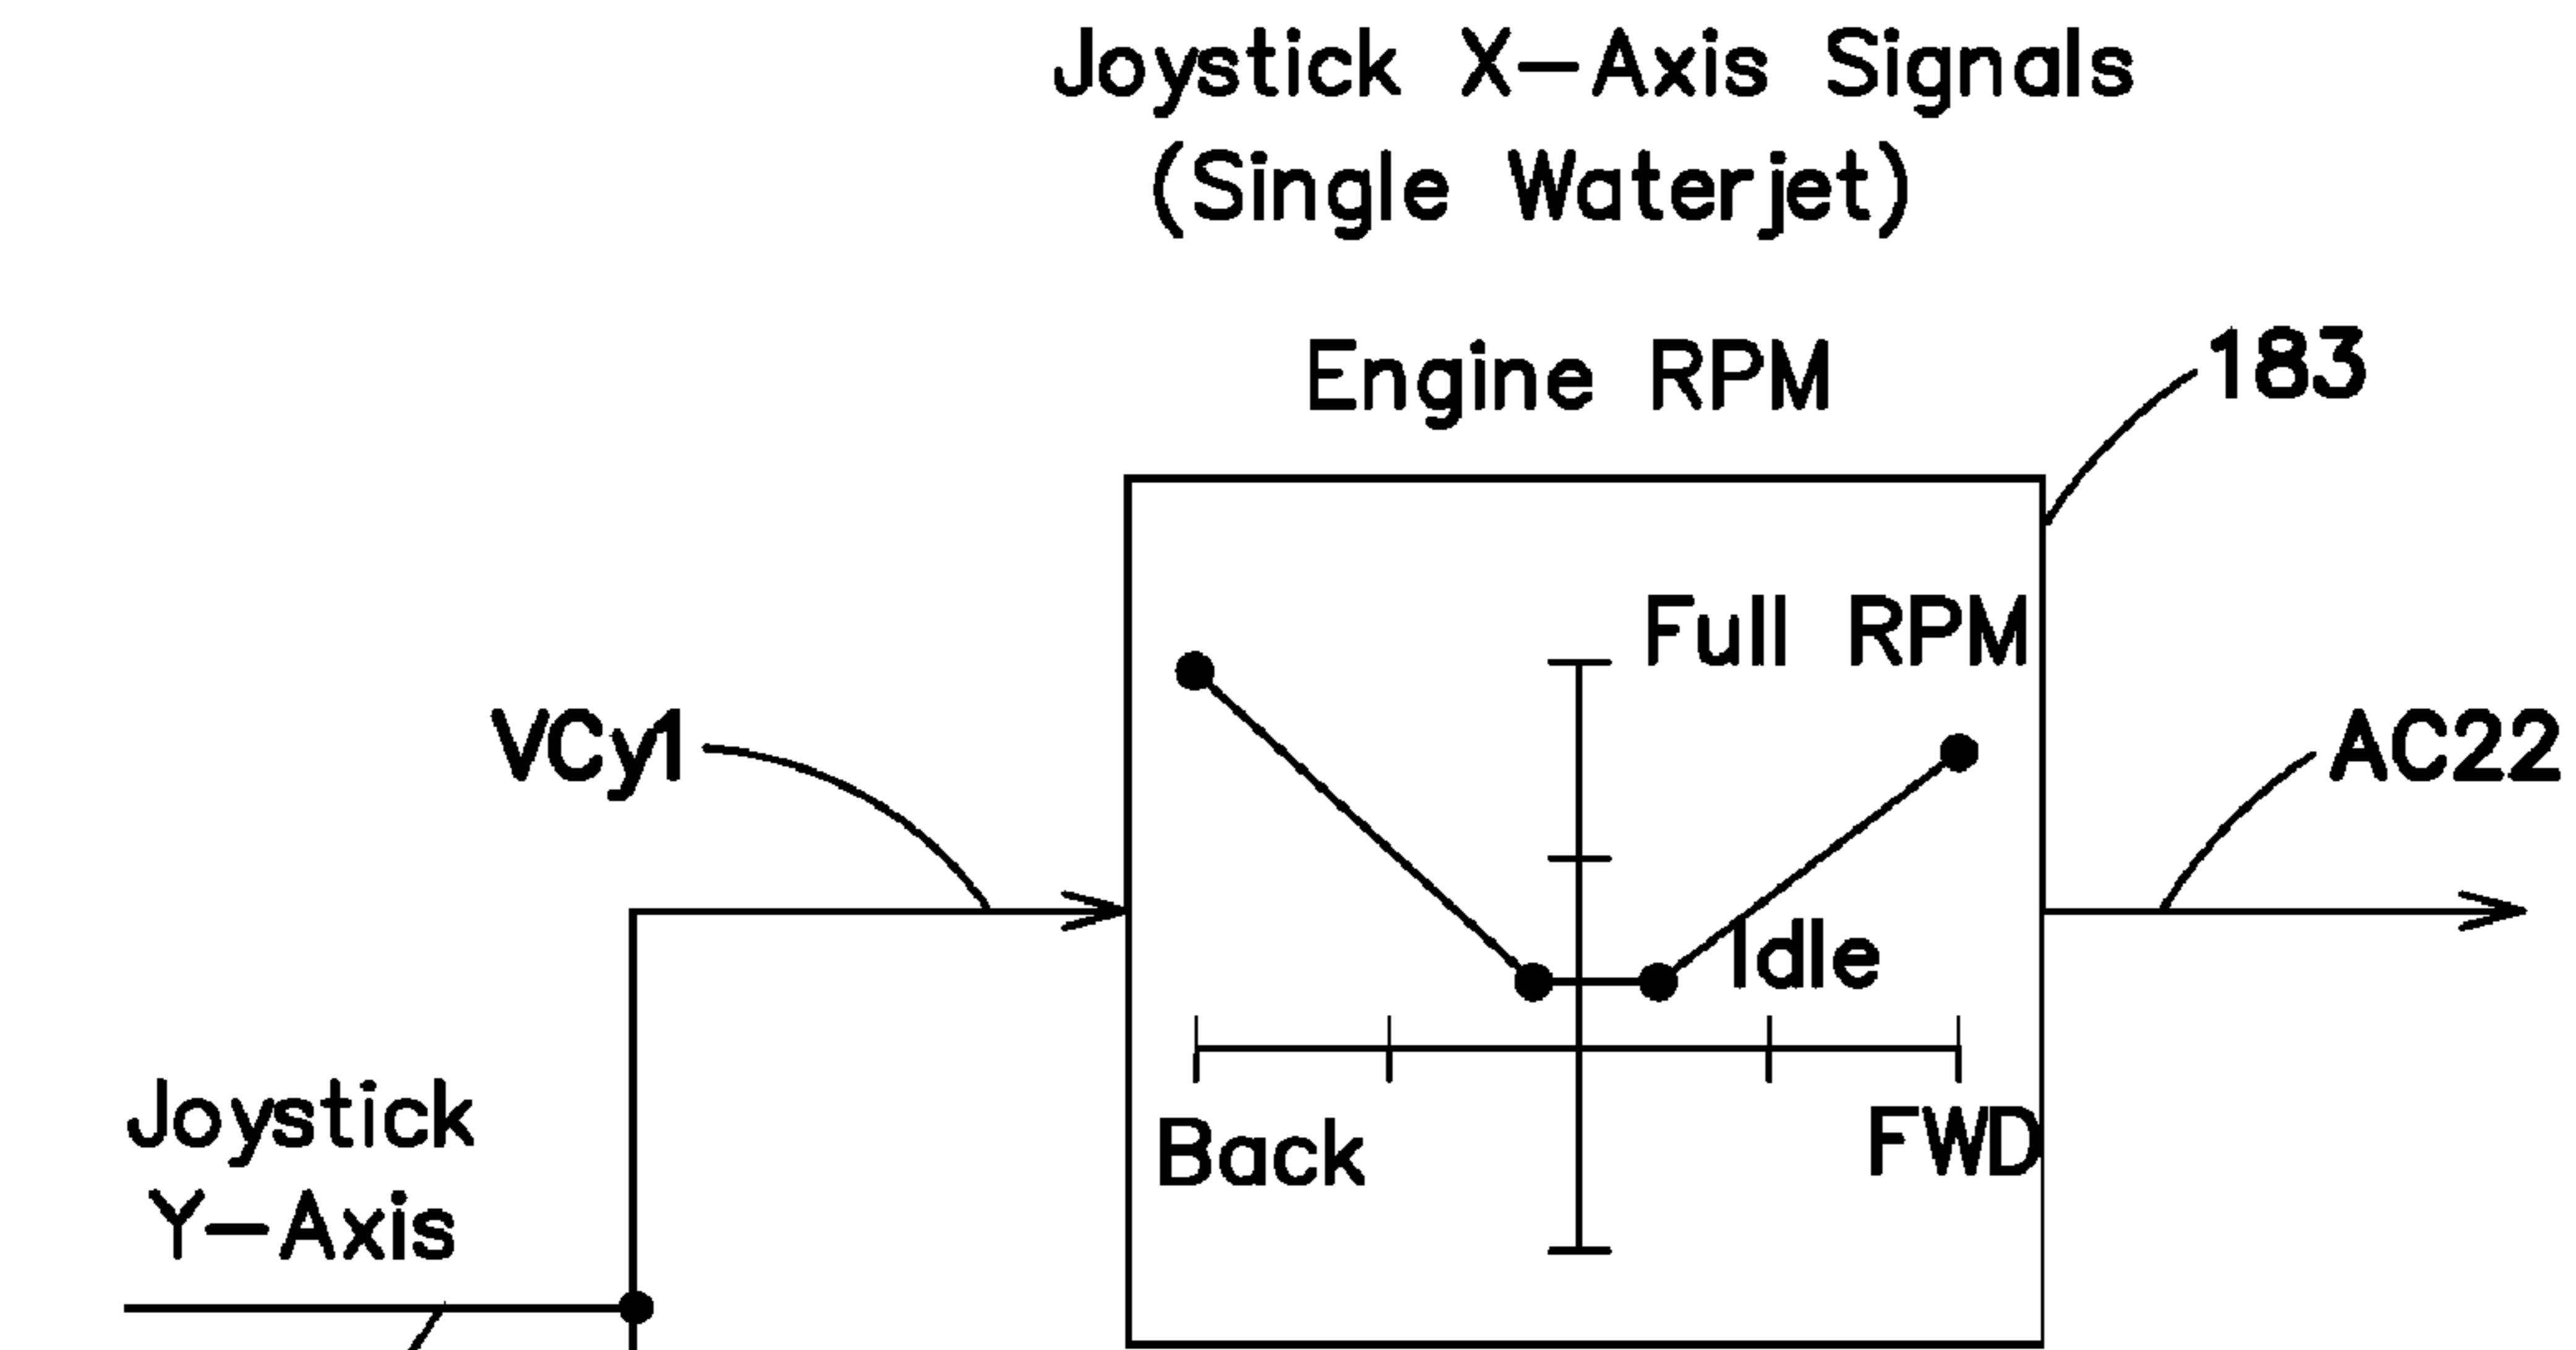 Joystick X-Axis Signals
(Single Waterjet)
Engine RPM
183
Full RPM
VCy1
AC22
Idle
Joystick
Y-Axis
Back
FWD